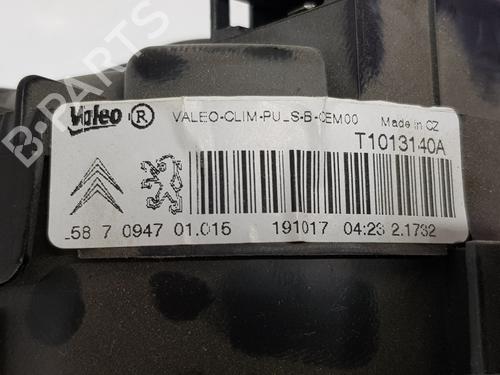 B-PARTS
Valeo ® VALEO-CLIM-PULS-B-CEM00 Made in CZ
T1013140A
58 7 0947 01.015 191017 04:23 2.1732